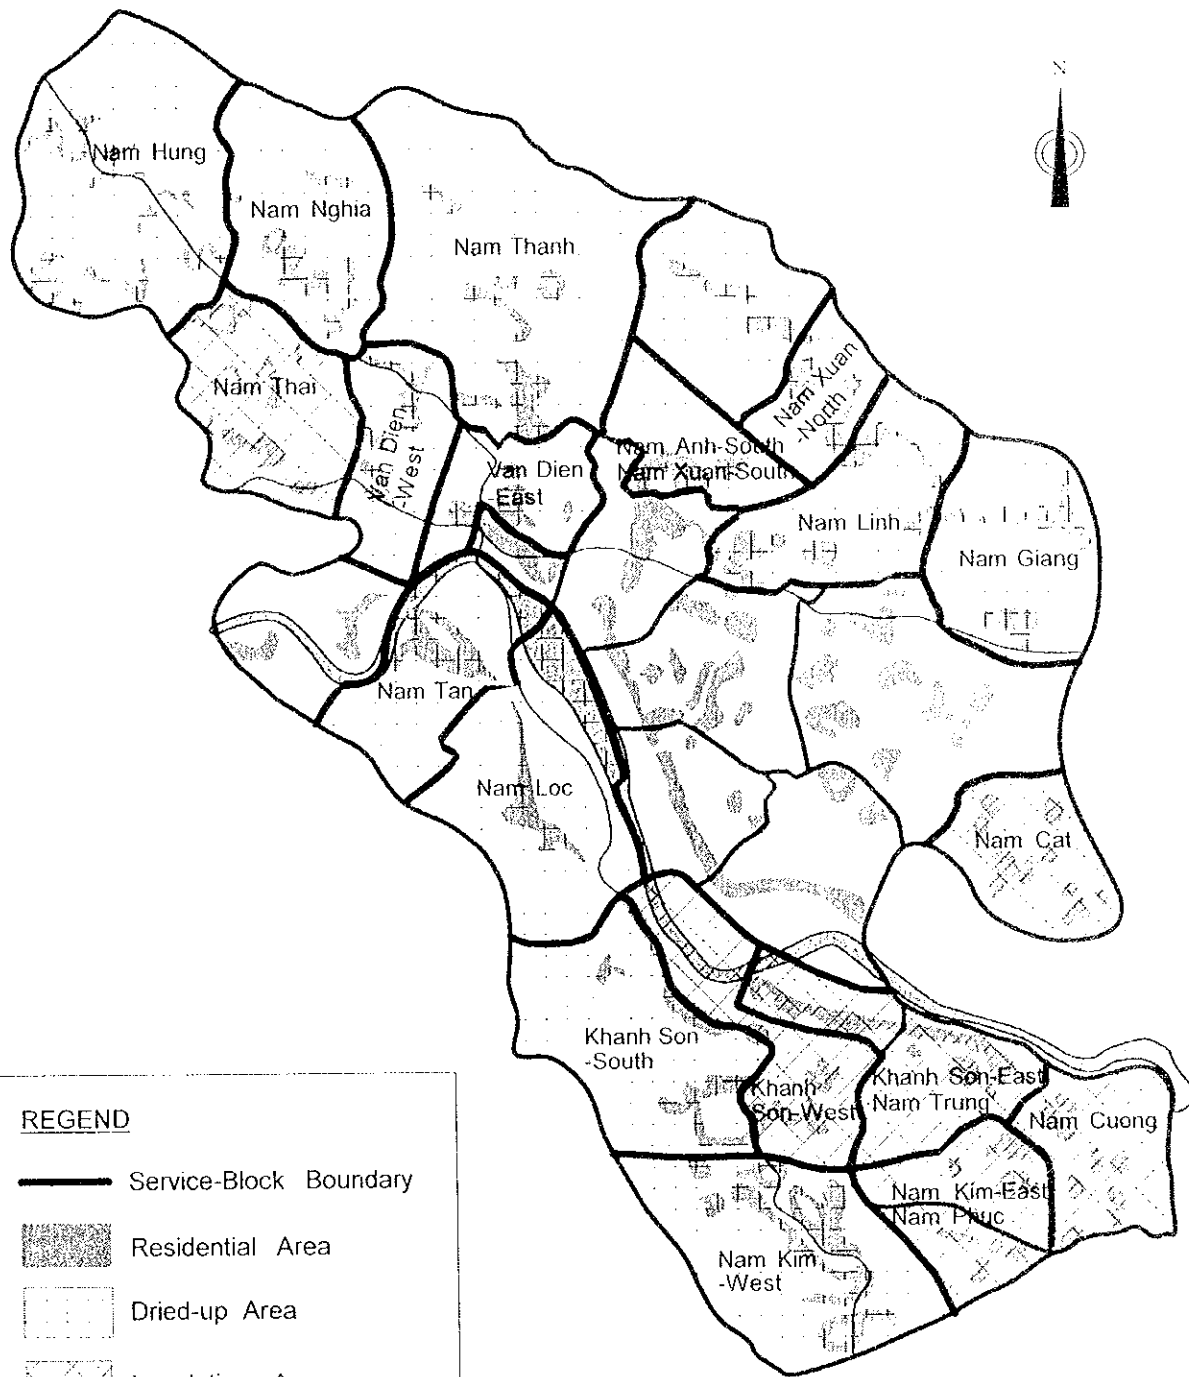 N
Nam Hung
Nam Nghia
Nam Thanh
Nam Xuan
-North
Nam Thai
Van Dien
-West
Van Dien
-East
Nam Anh-South
Nam Xuan-South
Nam Linh
Nam Giang
Nam Tan
Nam Loc
Nam Cat
Khanh Son
-South
Khanh
Son-West
Khanh Son-East
Nam Trung
Nam Cuong
Nam Kim-East
Nam Phuc
Nam Kim
-West
REGEND
Service-Block Boundary
Residential Area
Dried-up Area